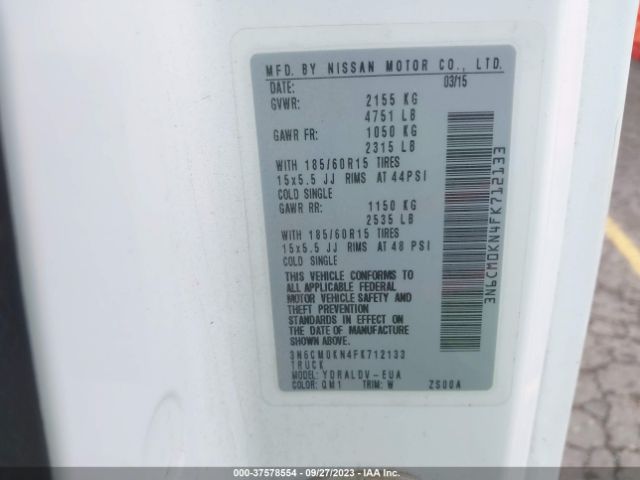 MFD. BY NISSAN MOTOR CO., LTD.
DATE: 03/15
GVWR: 2155 KG
4751 LB
GAWR FR: 1050 KG
2315 LB
WITH 185/60R15 TIRES
15x5.5 JJ RIMS AT 44PSI
COLD SINGLE
GAWR RR: 1150 KG
2535 LB
WITH 185/60R15 TIRES
15x5.5 JJ RIMS AT 48 PSI
COLD SINGLE
THIS VEHICLE CONFORMS TO
ALL APPLICABLE FEDERAL
MOTOR VEHICLE SAFETY AND
THEFT PREVENTION
STANDARDS IN EFFECT ON
THE DATE OF MANUFACTURE
SHOWN ABOVE.
3N6CM0KN4FK712133
TRUCK
MODEL: YDRALDV-EUA
COLOR: QM1 TRIM: W ZS00A
3N6CM0KN4FK712133
000-37578554 / 09/27/2023 / IAA Inc.